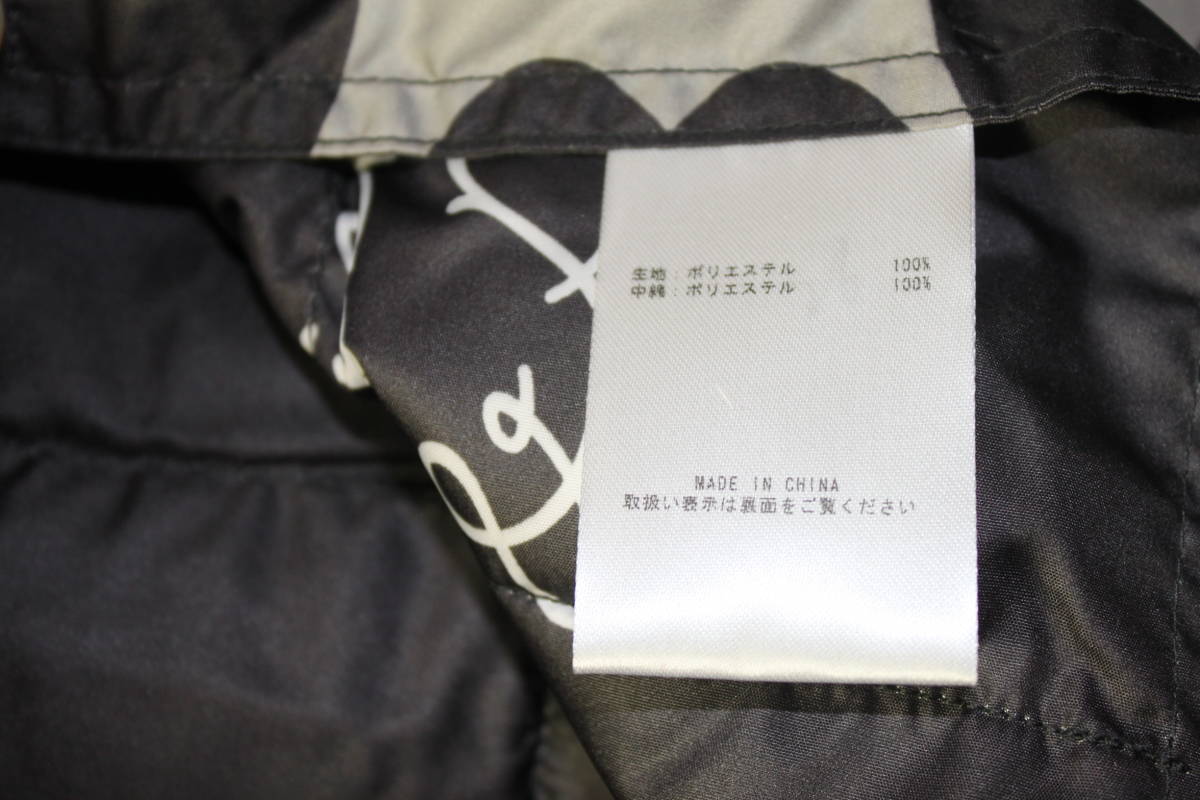 生地：ポリエステル 100%
中綿：ポリエステル 100%
MADE IN CHINA
取扱い表示は裏面をご覧ください